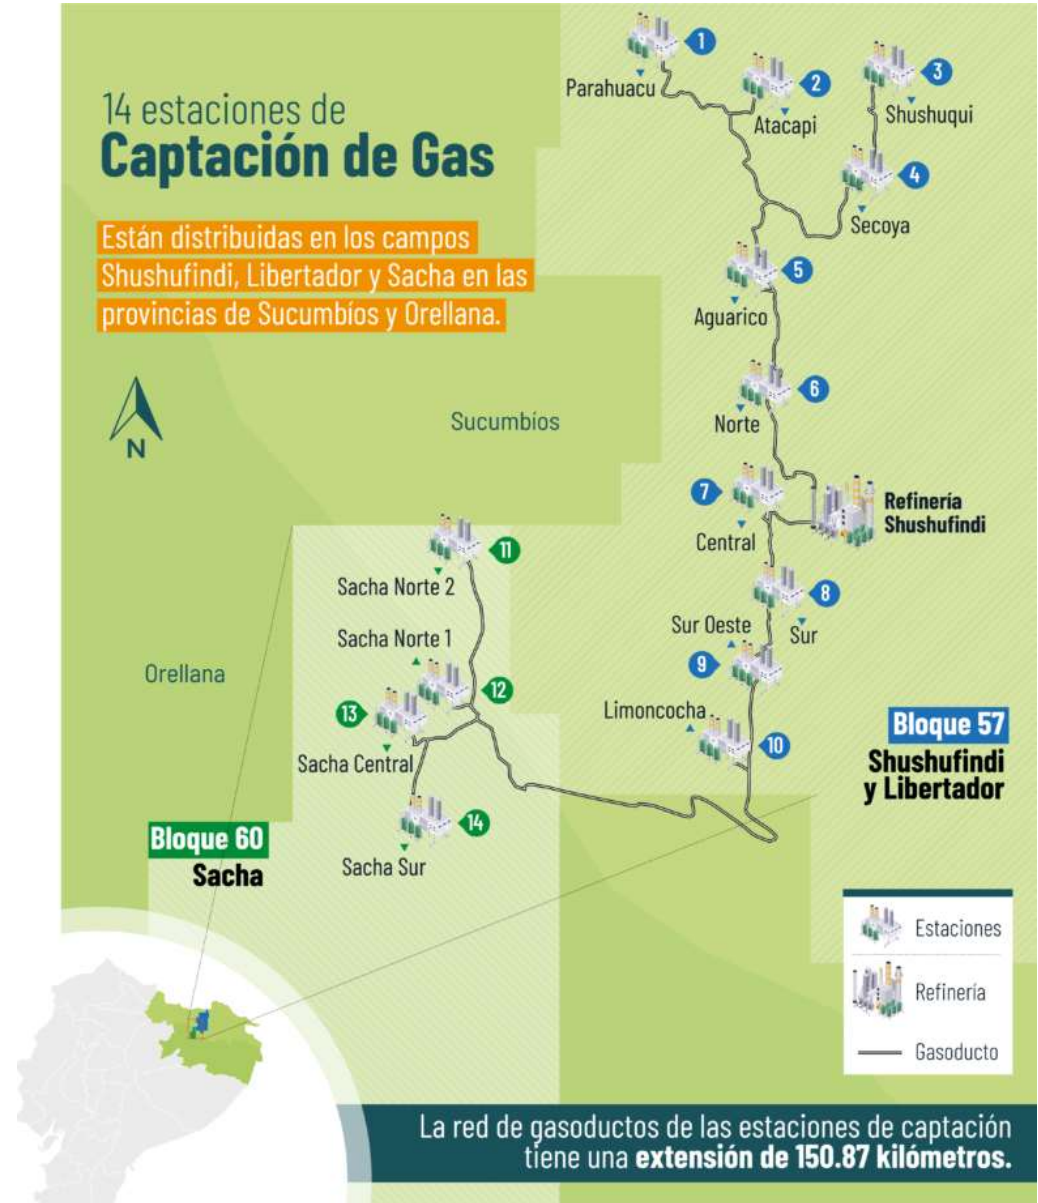 14 estaciones de
Captación de Gas
Están distribuidas en los campos
Shushufindi, Libertador y Sacha en las
provincias de Sucumbíos y Orellana.
N
Sucumbíos
Orellana
1
Parahuacu
2
Atacapi
3
Shushuqui
4
Secoya
5
Aguarico
6
Norte
7
Central
Refinería
Shushufindi
8
Sur
Sur Oeste
9
Limoncocha
10
11
Sacha Norte 2
Sacha Norte 1
12
13
Sacha Central
14
Sacha Sur
Bloque 57
Shushufindi
y Libertador
Bloque 60
Sacha
Estaciones
Refinería
Gasoducto
La red de gasoductos de las estaciones de captación
tiene una extensión de 150.87 kilómetros.